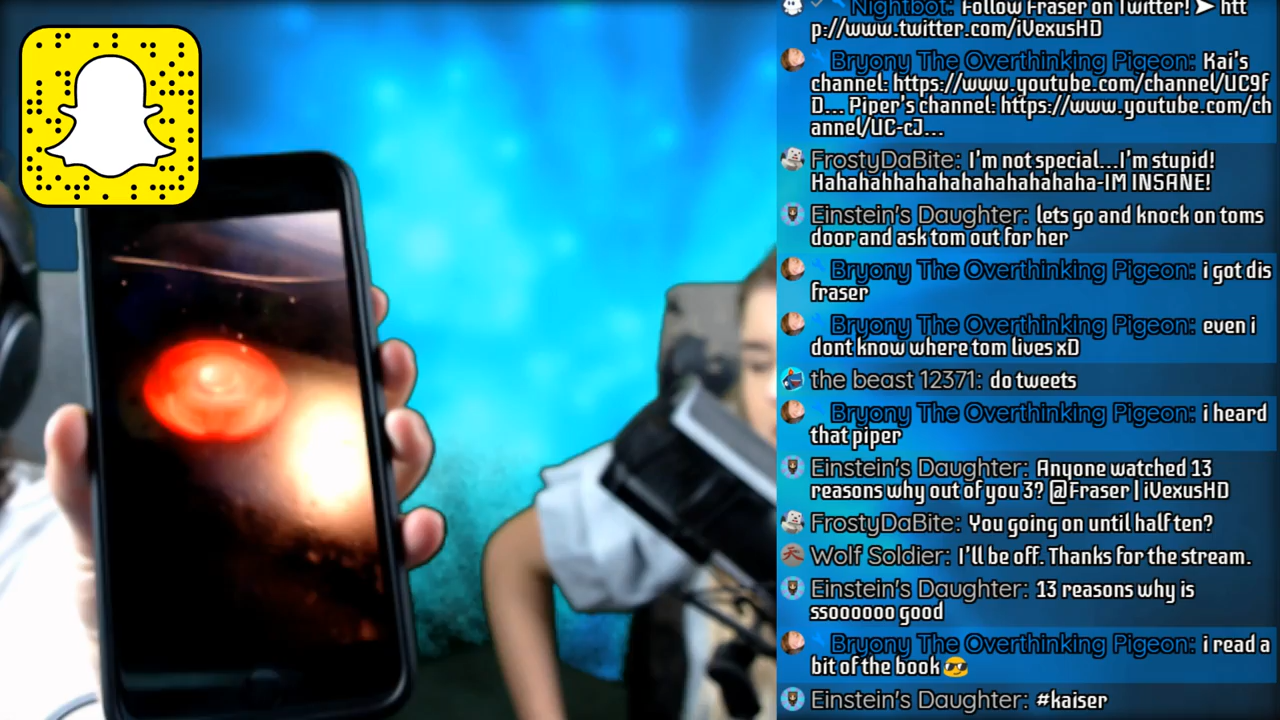 Nightbot: Follow Fraser on Twitter! ➤ htt
p://www.twitter.com/iVexusHD
Bryony The Overthinking Pigeon: Kai's
channel: https://www.youtube.com/channel/UC9f
D... Piper's channel: https://www.youtube.com/ch
annel/UC-cJ...
FrostyDaBite: I'm not special...I'm stupid!
Hahahahhahahahahahahahaha-IM INSANE!
Einstein's Daughter: lets go and knock on toms
door and ask tom out for her
Bryony The Overthinking Pigeon: i got dis
fraser
Bryony The Overthinking Pigeon: even i
dont know where tom lives xD
the beast 12371: do tweets
Bryony The Overthinking Pigeon: i heard
that piper
Einstein's Daughter: Anyone watched 13
reasons why out of you 3? @Fraser | iVexusHD
FrostyDaBite: You going on until half ten?
Wolf Soldier: I'll be off. Thanks for the stream.
Einstein's Daughter: 13 reasons why is
ssoooooo good
Bryony The Overthinking Pigeon: i read a
bit of the book😎
Einstein's Daughter: #kaiser